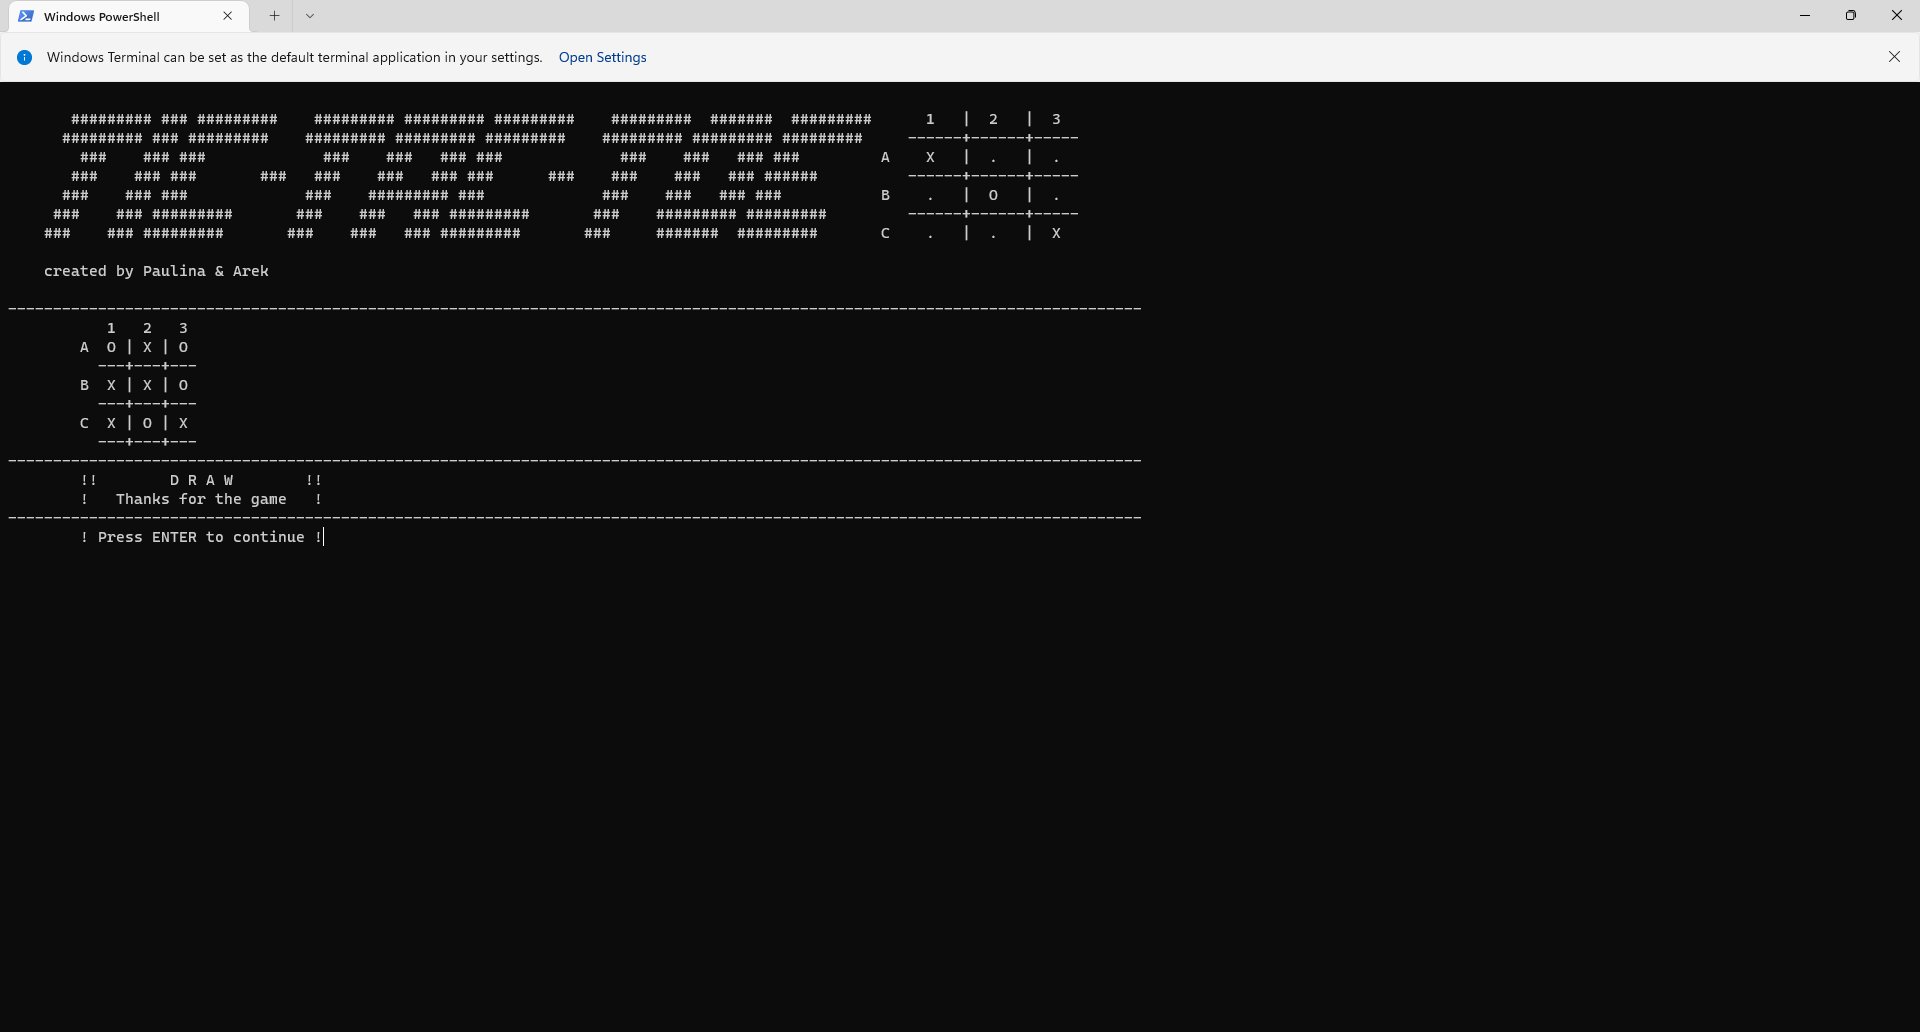 Windows PowerShell
Windows Terminal can be set as the default terminal application in your settings. Open Settings
       ######### ### #########    ######### ######### #########    #########  #######  #########      1   |  2   |  3
      ######### ### #########    ######### ######### #########    ######### ######### #########     ------+------+-----
        ###    ### ###             ###    ###   ### ###             ###    ###   ### ###         A    X   |  .   |  .
       ###    ### ###       ###   ###    ###   ### ###      ###    ###    ###   ### ######          ------+------+-----
      ###    ### ###             ###    ######### ###             ###    ###   ### ###           B    .   |  O   |  .
     ###    ### #########       ###    ###   ### #########       ###    ######### #########         ------+------+-----
    ###    ### #########       ###    ###   ### #########       ###     #######  #########       C    .   |  .   |  X
    created by Paulina & Arek
------------------------------------------------------------------------------------------------------------------------------
           1   2   3
        A  O | X | O
          ---+---+---
        B  X | X | O
          ---+---+---
        C  X | O | X
          ---+---+---
------------------------------------------------------------------------------------------------------------------------------
        !!        D R A W        !!
        !   Thanks for the game   !
------------------------------------------------------------------------------------------------------------------------------
        ! Press ENTER to continue !